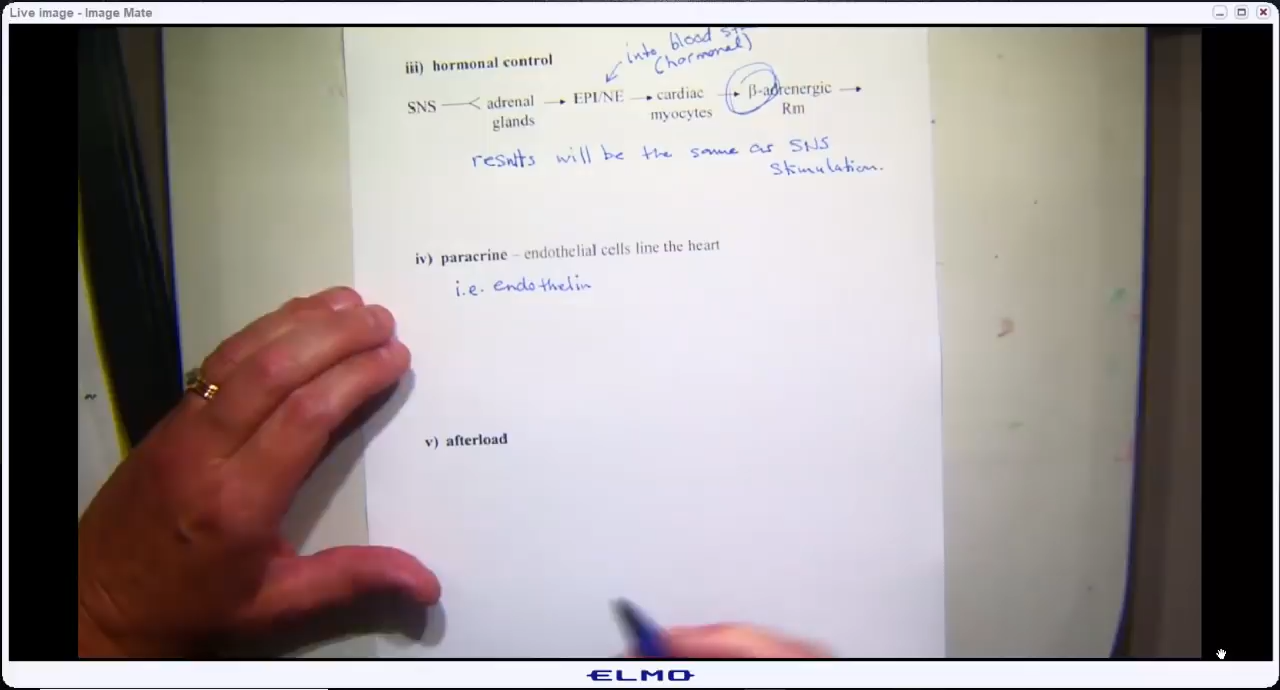 Live image - Image Mate
into blood
(hormonal)
iii) hormonal control
SNS adrenal glands → EPI/NE → cardiac myocytes → β-adrenergic Rm →
results will be the same as SNS
stimulation.
iv) paracrine – endothelial cells line the heart
i.e. endothelin
v) afterload
ELMO